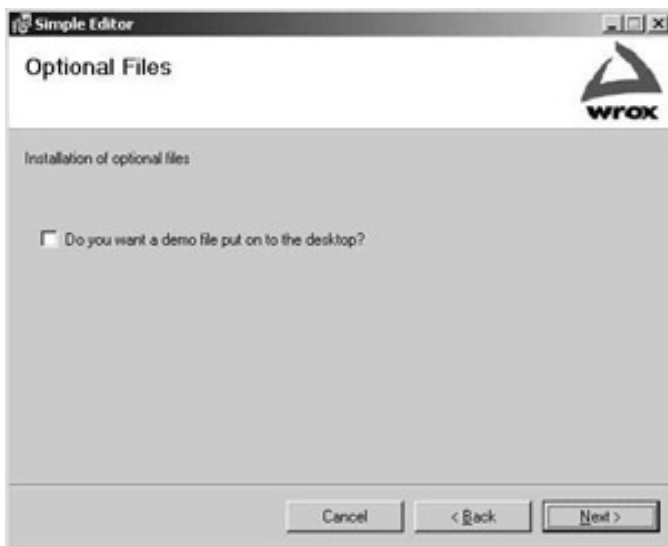 Simple Editor
Optional Files
wrox
Installation of optional files
Do you want a demo file put on to the desktop?
Cancel
< Back
Next >